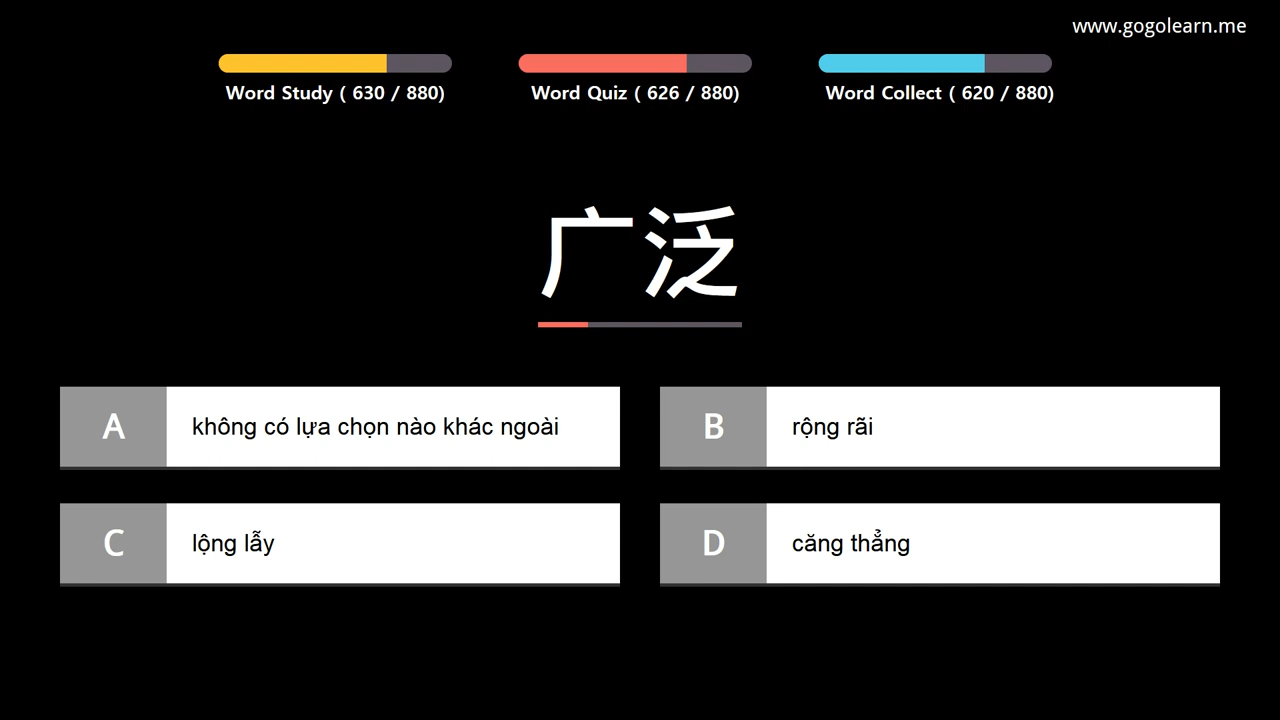 www.gogolearn.me
Word Study ( 630 / 880)
Word Quiz ( 626 / 880)
Word Collect ( 620 / 880)
广泛
A
không có lựa chọn nào khác ngoài
B
rộng rãi
C
lộng lẫy
D
căng thẳng